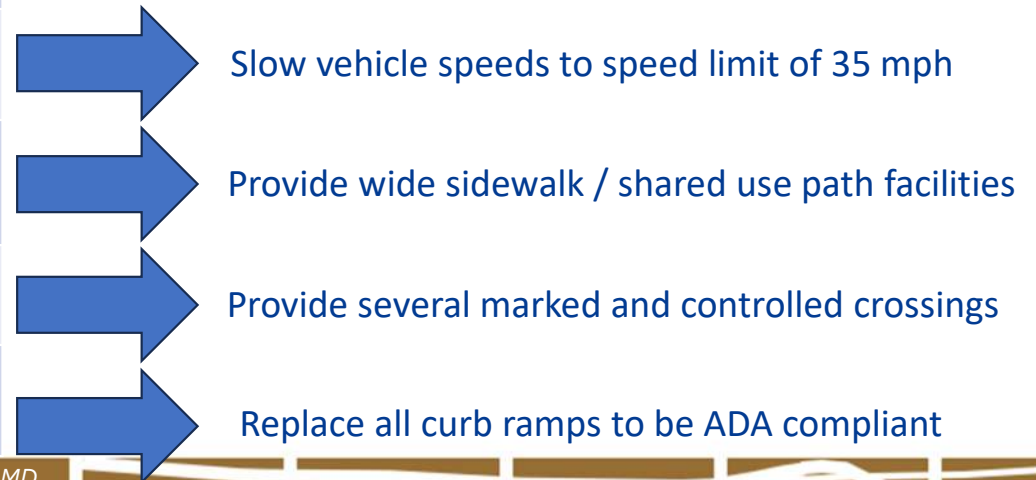 Slow vehicle speeds to speed limit of 35 mph
Provide wide sidewalk / shared use path facilities
Provide several marked and controlled crossings
Replace all curb ramps to be ADA compliant
MD